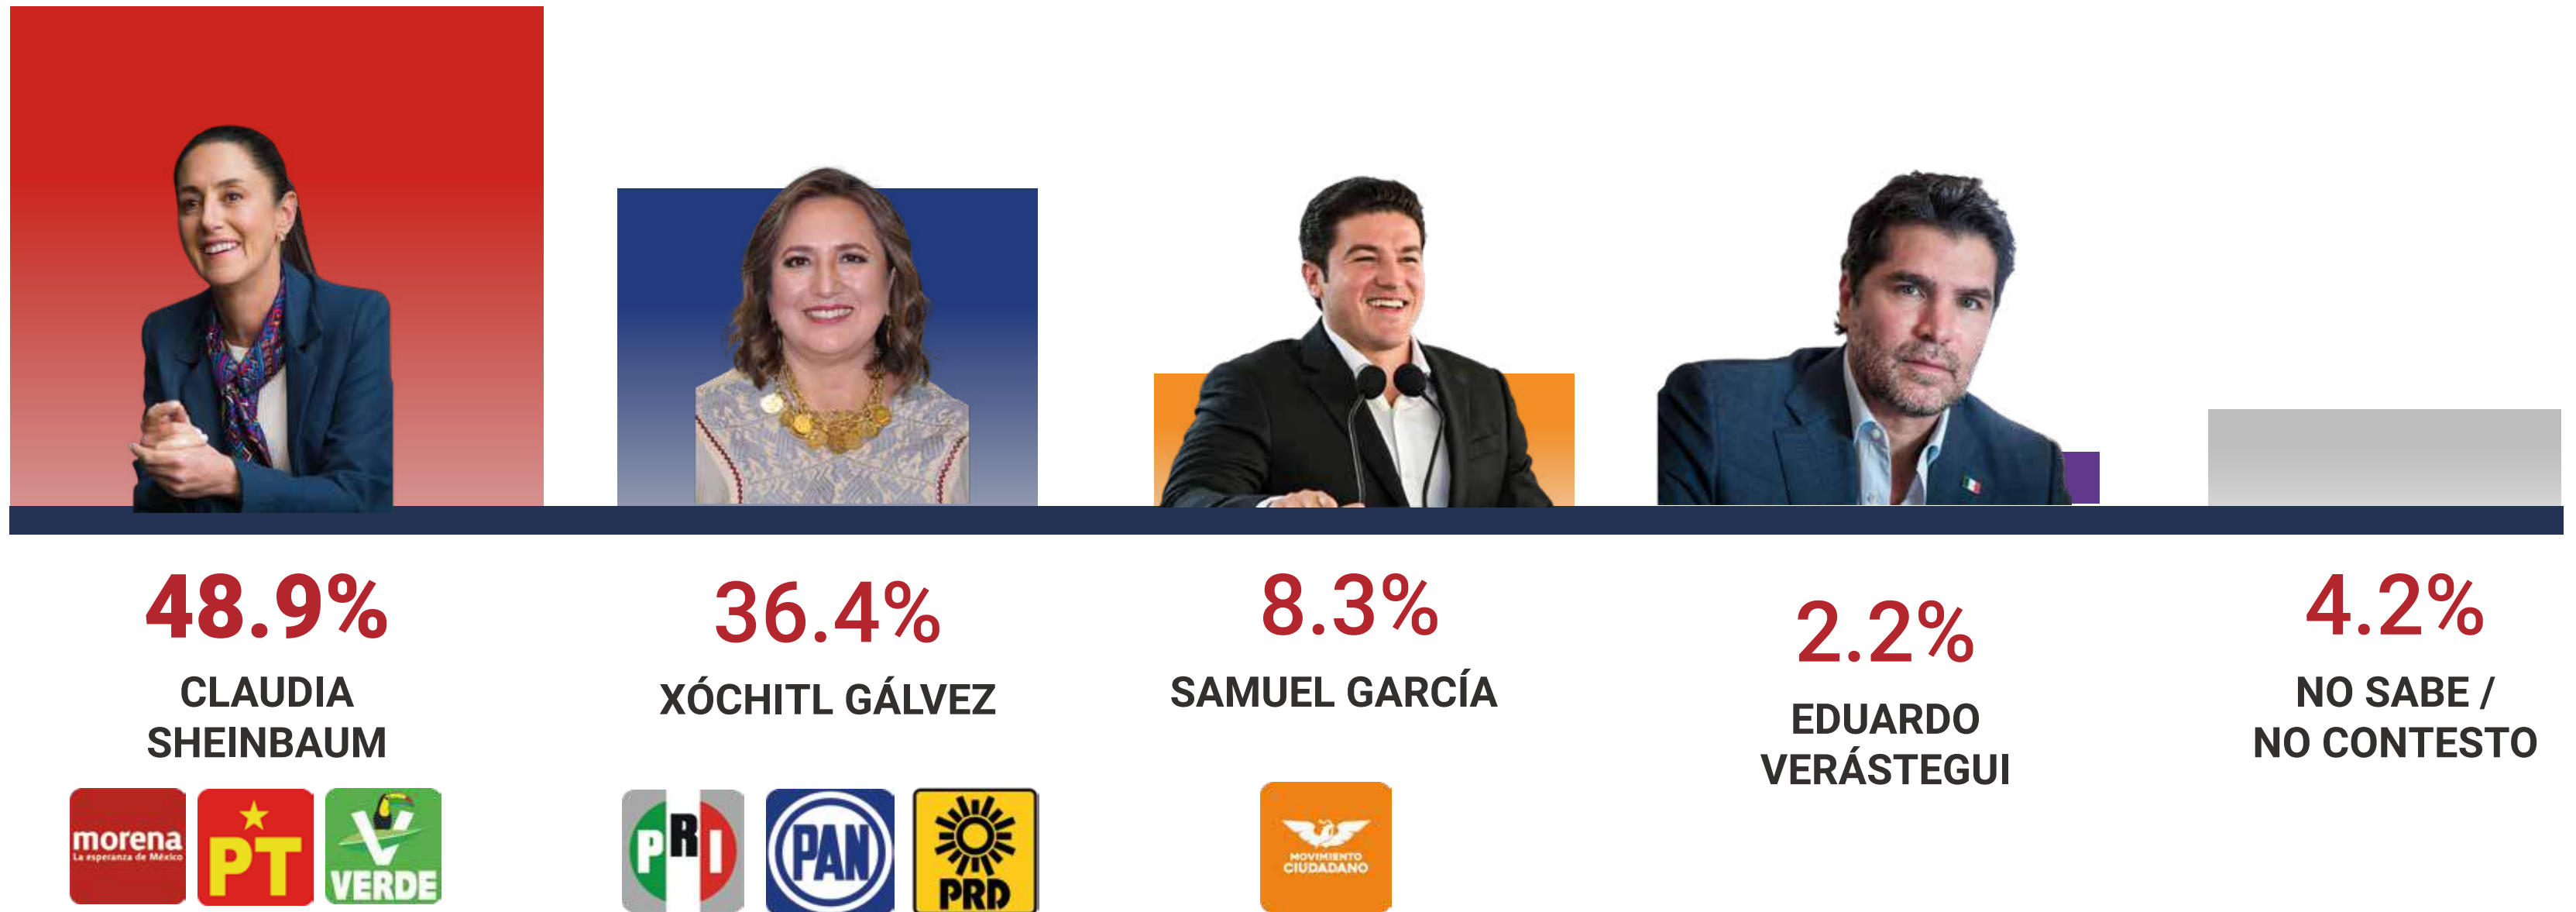 48.9%
CLAUDIA
SHEINBAUM
morena
La esperanza de México
PT
VERDE
36.4%
XÓCHITL GÁLVEZ
PRI
PAN
PRD
8.3%
SAMUEL GARCÍA
MOVIMIENTO
CIUDADANO
2.2%
EDUARDO
VERÁSTEGUI
4.2%
NO SABE /
NO CONTESTO